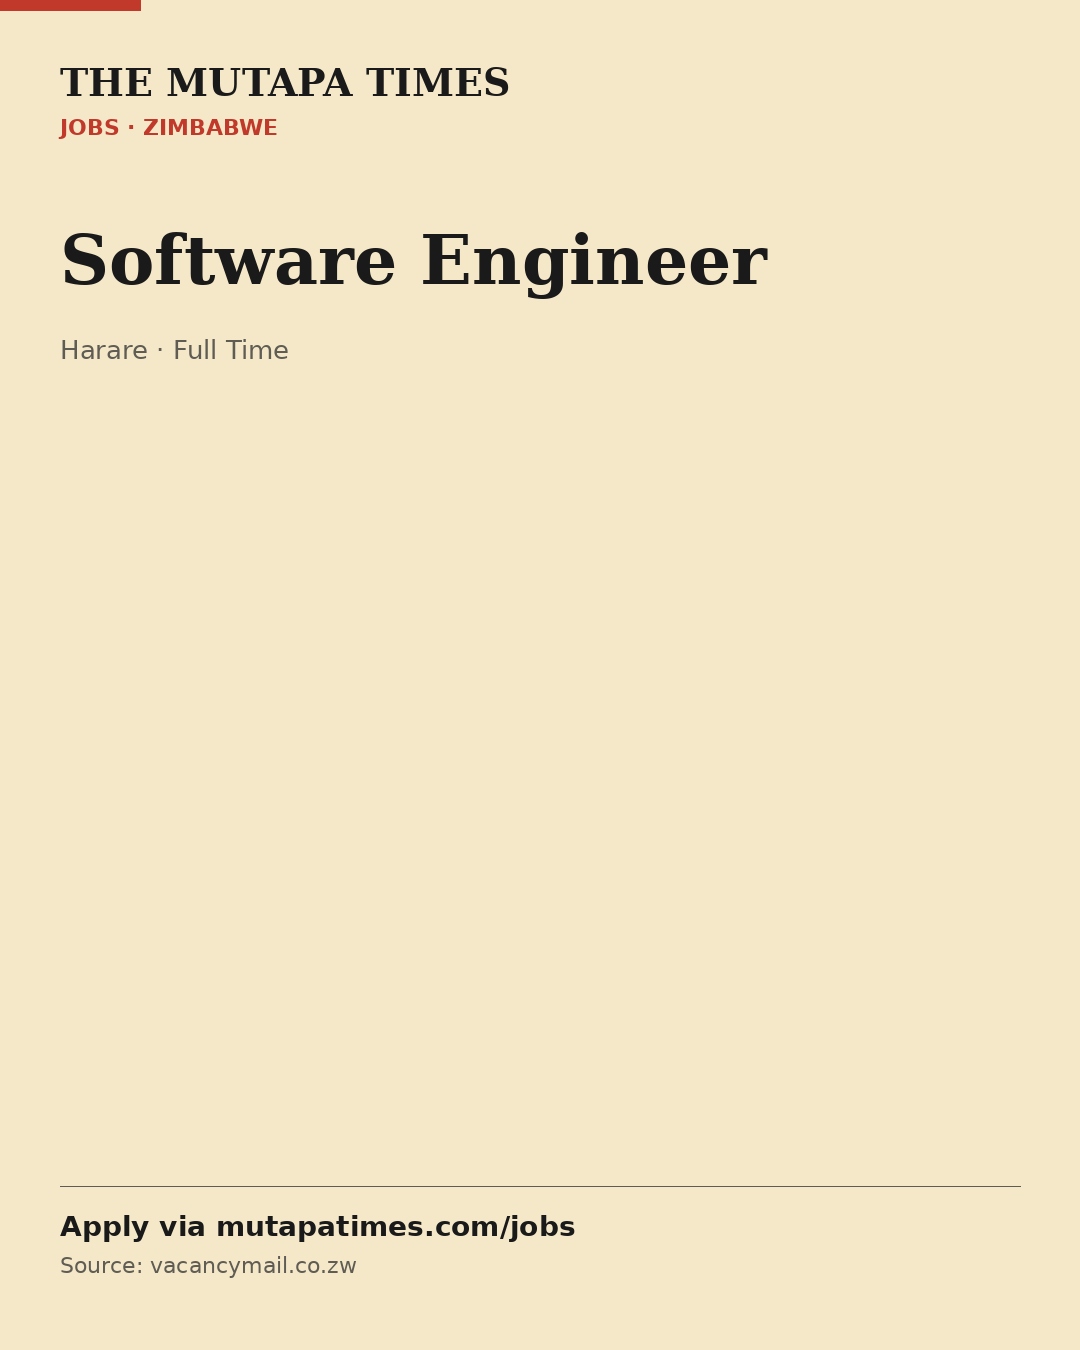 THE MUTAPA TIMES
JOBS · ZIMBABWE
Software Engineer
Harare · Full Time
Apply via mutapatimes.com/jobs
Source: vacancymail.co.zw